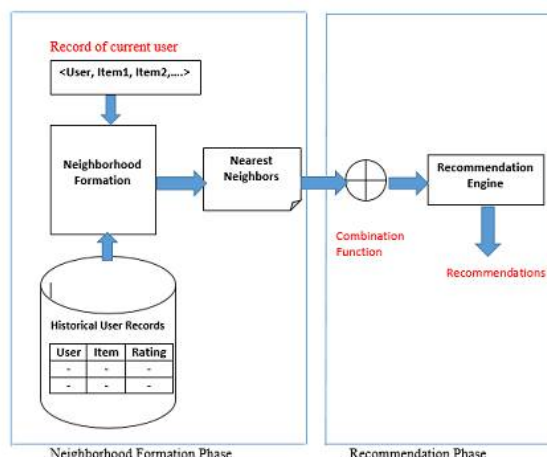 Record of current user
<User, Item1, Item2,....>
Neighborhood
Formation
Nearest
Neighbors
Recommendation
Engine
Combination
Function
Recommendations
Historical User Records
User Item Rating
- - -
- - -
Neighborhood Formation Phase
Recommendation Phase